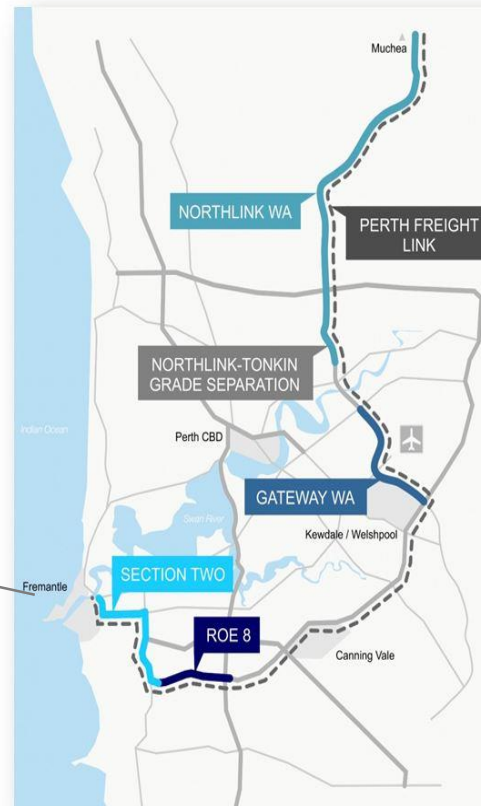 Muchea
NORTHLINK WA
PERTH FREIGHT
LINK
NORTHLINK-TONKIN
GRADE SEPARATION
Indian Ocean
Perth CBD
GATEWAY WA
Swan River
Kewdale / Welshpool
Fremantle
SECTION TWO
ROE 8
Canning Vale